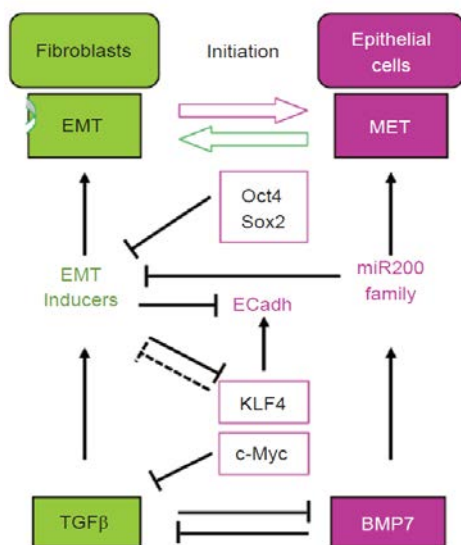 Fibroblasts
Initiation
Epithelial
cells
EMT
MET
Oct4
Sox2
EMT
Inducers
miR200
family
ECadh
KLF4
c-Myc
TGFβ
BMP7